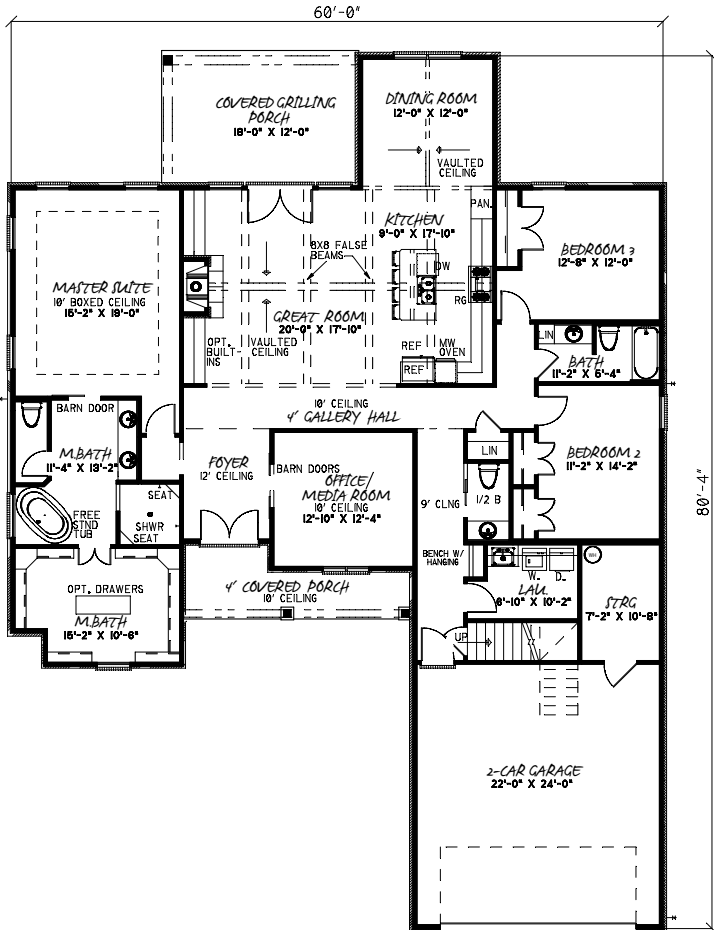 60'-0"
COVERED GRILLING
PORCH
18'-0" X 12'-0"
DINING ROOM
12'-0" X 12'-0"
VAULTED
CEILING
PAN.
KITCHEN
9'-0" X 17'-10"
8X8 FALSE
BEAMS
DW
RG
BEDROOM 3
12'-8" X 12'-0"
MASTER SUITE
10' BOXED CEILING
15'-2" X 19'-0"
GREAT ROOM
20'-0" X 17'-10"
OPT.
BUILT-
INS
VAULTED
CEILING
REF
REF
MW
OVEN
LIN
BATH
11'-2" X 5'-4"
10' CEILING
4' GALLERY HALL
BARN DOOR
M.BATH
11'-4" X 13'-2"
FOYER
12' CEILING
BARN DOORS
OFFICE/
MEDIA ROOM
10' CEILING
12'-10" X 12'-4"
LIN
BEDROOM 2
11'-2" X 14'-2"
9' CLNG
1/2 B
80'-4"
FREE
STND
TUB
SEAT
SHWR
SEAT
BENCH W/
HANGING
WH
W.
D.
LAU.
8'-10" X 10'-2"
STRG
7'-2" X 10'-8"
OPT. DRAWERS
M.BATH
15'-2" X 10'-6"
4' COVERED PORCH
10' CEILING
UP
2-CAR GARAGE
22'-0" X 24'-0"